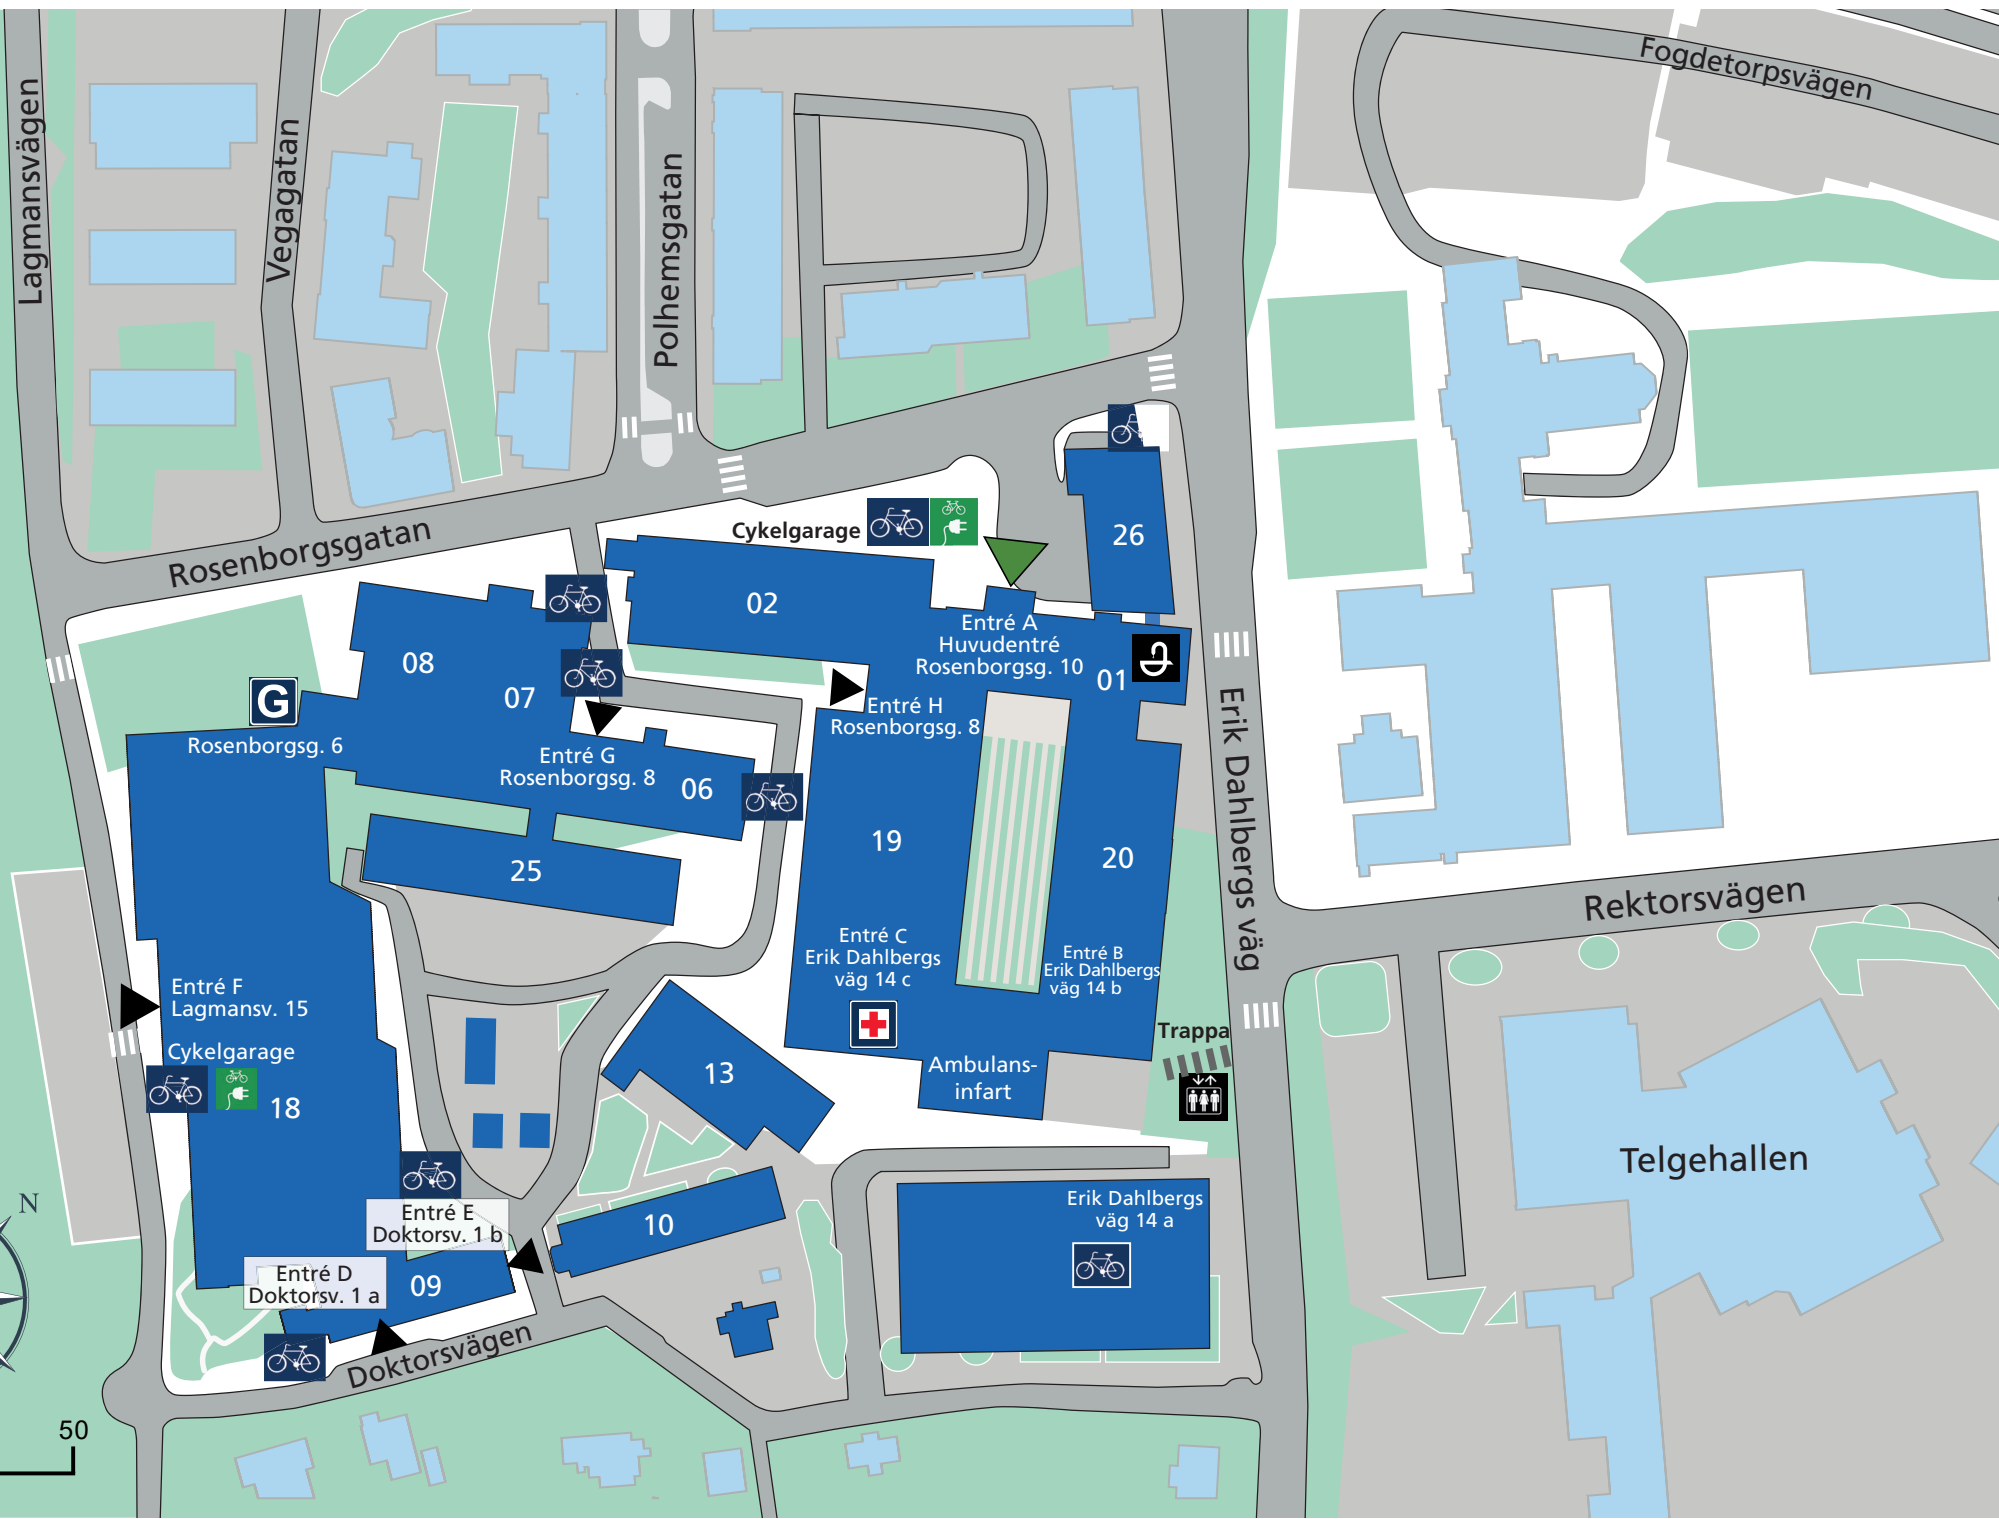 Fogdetorpsvägen
Lagmansvägen
Vegagatan
Polhemsgatan
Rosenborgsgatan
Cykelgarage
26
02
Entré A
Huvudentré
Rosenborgsg. 10
01
08
07
G
Rosenborgsg. 6
Entré H
Rosenborgsg. 8
Entré G
Rosenborgsg. 8
06
Erik Dahlbergs väg
19
20
25
Rektorsvägen
Entré C
Erik Dahlbergs
väg 14 c
Entré B
Erik Dahlbergs
väg 14 b
Entré F
Lagmansv. 15
Trappa
Cykelgarage
18
13
Ambulans-
infart
Telgehallen
N
Entré E
Doktorsv. 1 b
10
Erik Dahlbergs
väg 14 a
Entré D
Doktorsv. 1 a
09
Doktorsvägen
50